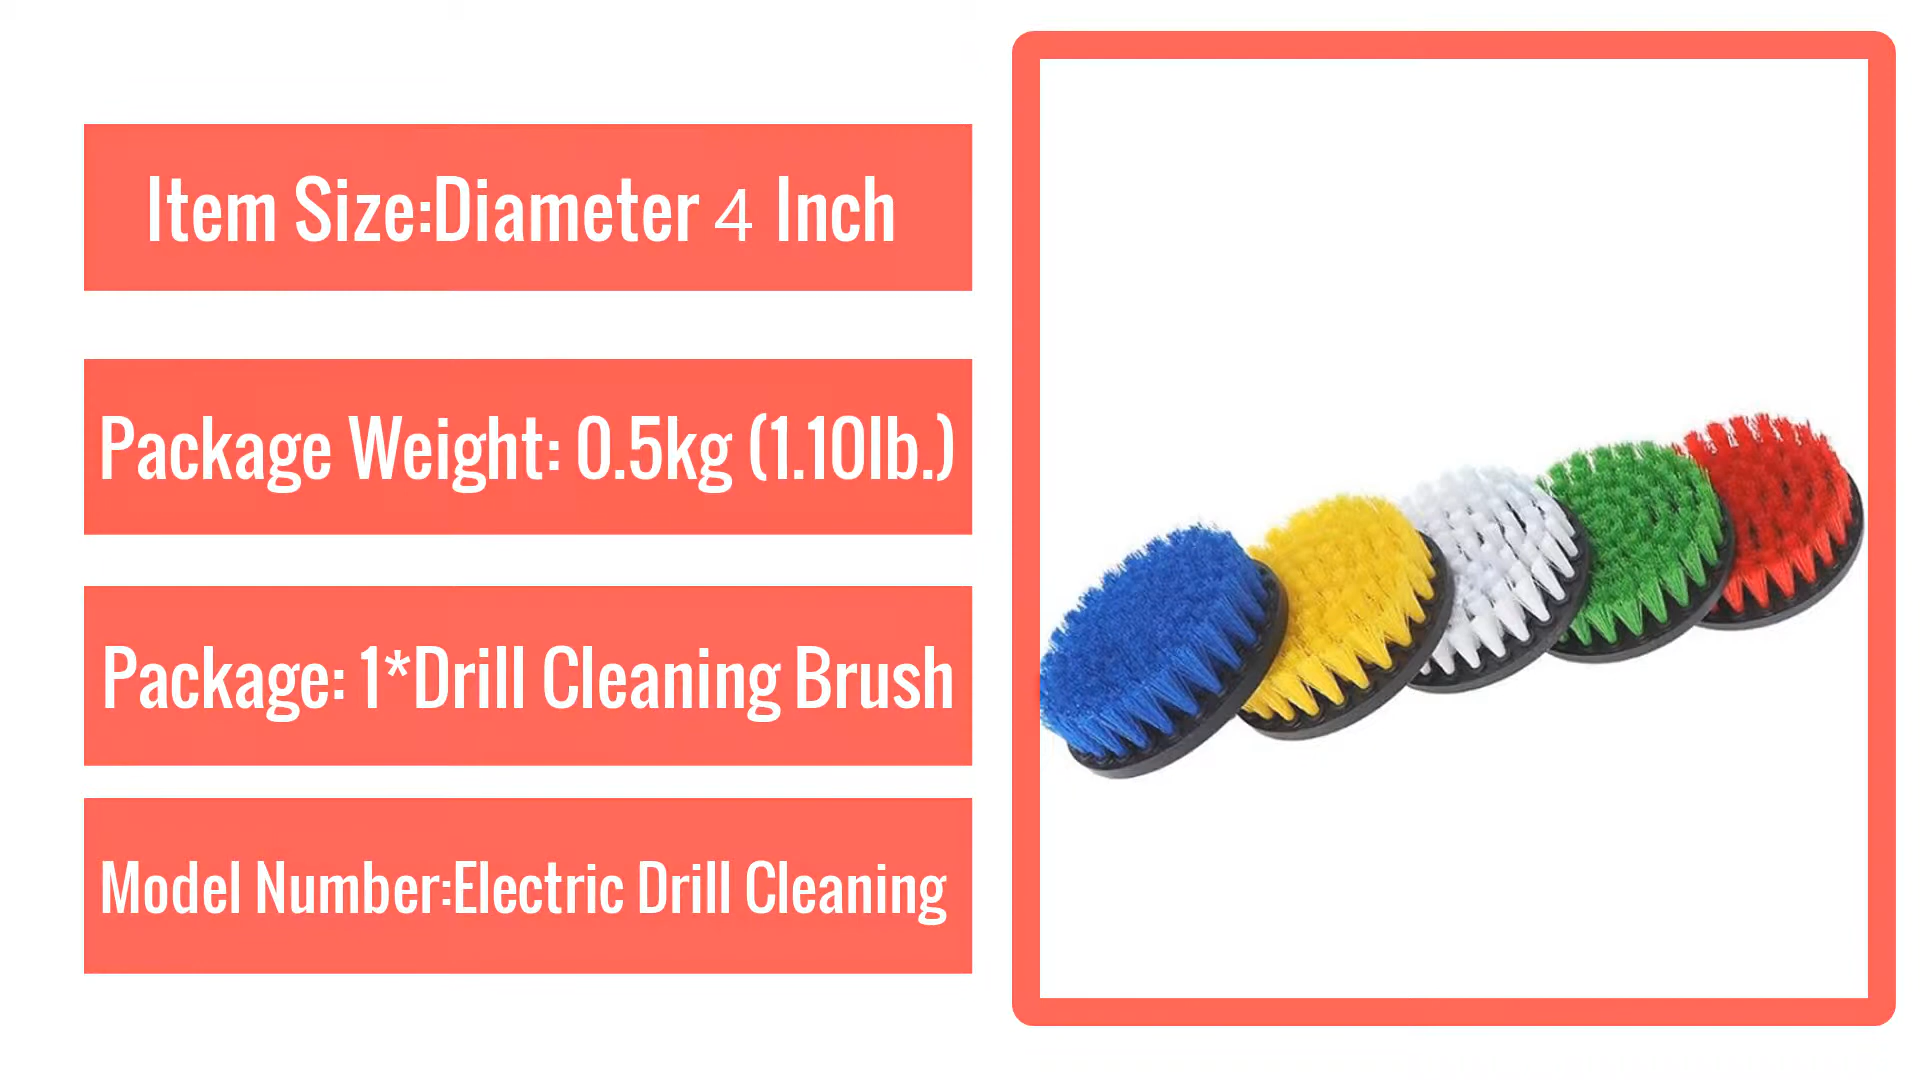 Item Size:Diameter 4 Inch
Package Weight: 0.5kg (1.10lb.)
Package: 1*Drill Cleaning Brush
Model Number:Electric Drill Cleaning